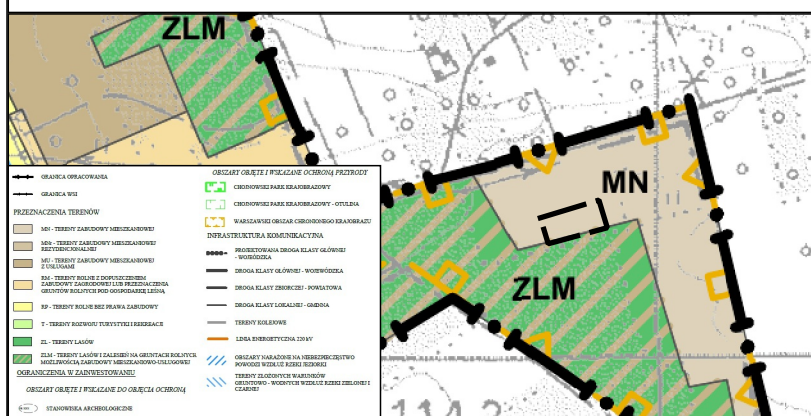 ZLM
MN
ZLM
GRANICA OPRACOWANIA
GRANICA WSI
PRZEZNACZENIA TERENÓW
MN - TERENY ZABUDOWY MIESZKANIOWEJ
MNr - TERENY ZABUDOWY MIESZKANIOWEJ
REZYDENCJONALNEJ
MU - TERENY ZABUDOWY MIESZKANIOWEJ
Z USŁUGAMI
RM - TERENY ROLNE Z DOPUSZCZENIEM
ZABUDOWY ZAGRODOWEJ LUB PRZEZNACZENIA
GRUNTÓW ROLNYCH POD GOSPODARKĘ LEŚNĄ
RP - TERENY ROLNE BEZ PRAWA ZABUDOWY
T - TERENY ROZWOJU TURYSTYKI I REKREACJI
ZL - TERENY LASÓW
ZLM - TERENY LASÓW I ZALESIEŃ NA GRUNTACH ROLNYCH
MOŻLIWOŚCIĄ ZABUDOWY MIESZKANIOWO-USŁUGOWEJ
OGRANICZENIA W ZAINWESTOWANIU
OBSZARY OBJĘTE I WSKAZANE DO OBJĘCIA OCHRONĄ
STANOWISKA ARCHEOLOGICZNE
OBSZARY OBJĘTE I WSKAZANE OCHRONĄ PRZYRODY
CHOJNOWSKI PARK KRAJOBRAZOWY
CHOJNOWSKI PARK KRAJOBRAZOWY - OTULINA
WARSZAWSKI OBSZAR CHRONIONEGO KRAJOBRAZU
INFRASTRUKTURA KOMUNIKACYJNA
PROJEKTOWANA DROGA KLASY GŁÓWNEJ
- WOJEWÓDZKA
DROGA KLASY GŁÓWNEJ - WOJEWÓDZKA
DROGA KLASY ZBIORCZEJ - POWIATOWA
DROGA KLASY LOKALNEJ - GMINNA
TERENY KOLEJOWE
LINIA ENERGETYCZNA 220 kV
OBSZARY NARAŻONE NA NIEBEZPIECZEŃSTWO
POWODZI WZDŁUŻ RZEKI JEZIORKI
TERENY ZŁOŻONYCH WARUNKÓW
GRUNTOWO - WODNYCH WZDŁUŻ RZEKI ZIELONEJ I
CZARNEJ